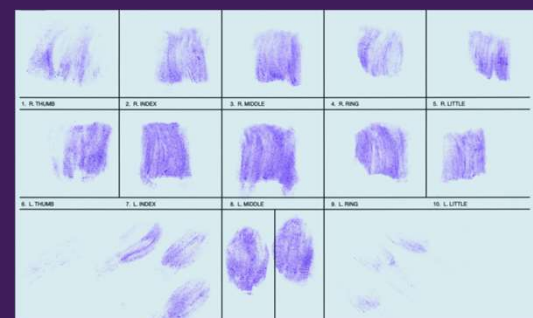 1. R. THUMB 2. R. INDEX 3. R. MIDDLE 4. R. RING 5. R. LITTLE
6. L. THUMB 7. L. INDEX 8. L. MIDDLE 9. L. RING 10. L. LITTLE